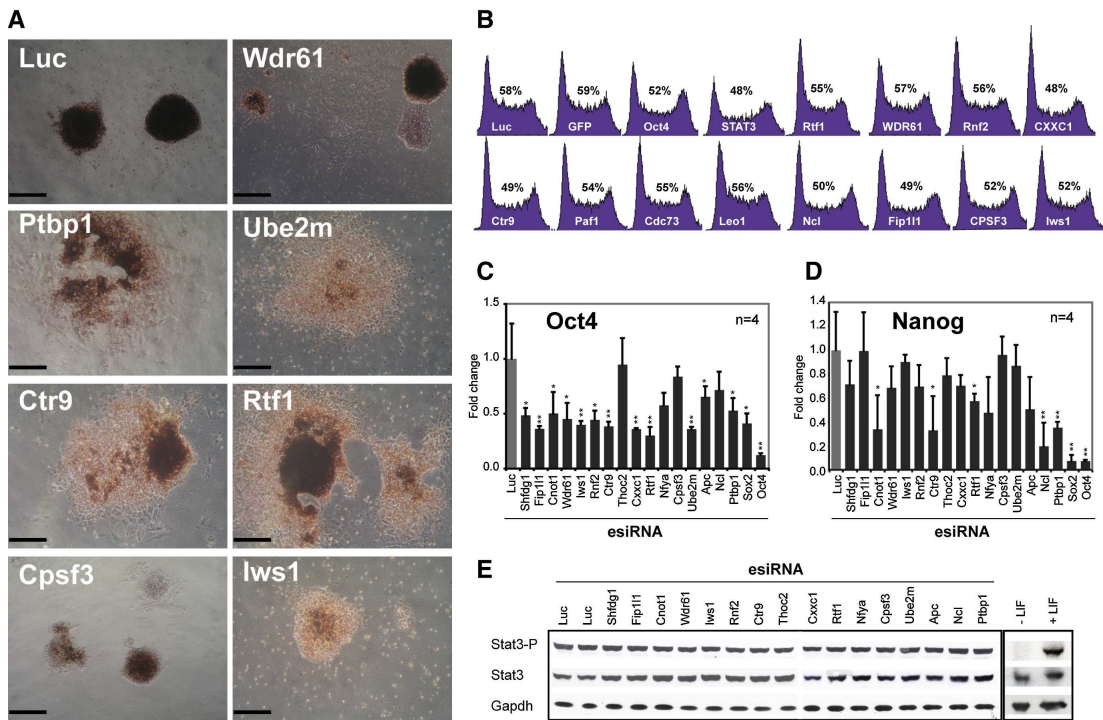 A
Luc
Wdr61
Ptbp1
Ube2m
Ctr9
Rtf1
Cpsf3
Iws1
B
58% 59% 52% 48% 55% 57% 56% 48%
Luc GFP Oct4 STAT3 Rtf1 WDR61 Rnf2 CXXC1
49% 54% 55% 56% 50% 49% 52% 52%
Ctr9 Paf1 Cdc73 Leo1 Ncl Fip1l1 CPSF3 Iws1
C
Oct4
n=4
Fold change
1.5
1.0
0.5
0.0
* ** * * ** * ** ** ** ** * * * **
Luc Shfdg1 Fip1l1 Cnot1 Wdr61 Iws1 Rnf2 Ctr9 Thoc2 Cxxc1 Rtf1 Nfya Cpsf3 Ube2m Apc Ncl Ptbp1 Sox2 Oct4
esiRNA
D
Nanog
n=4
Fold change
1.4
1.2
1.0
0.8
0.6
0.4
0.2
0
* * * ** ** ** **
Luc Shfdg1 Fip1l1 Cnot1 Wdr61 Iws1 Rnf2 Ctr9 Thoc2 Cxxc1 Rtf1 Nfya Cpsf3 Ube2m Apc Ncl Ptbp1 Sox2 Oct4
esiRNA
E
esiRNA
Luc Luc Shfdg1 Fip1l1 Cnot1 Wdr61 Iws1 Rnf2 Ctr9 Thoc2 Cxxc1 Rtf1 Nfya Cpsf3 Ube2m Apc Ncl Ptbp1 - LIF + LIF
Stat3-P
Stat3
Gapdh